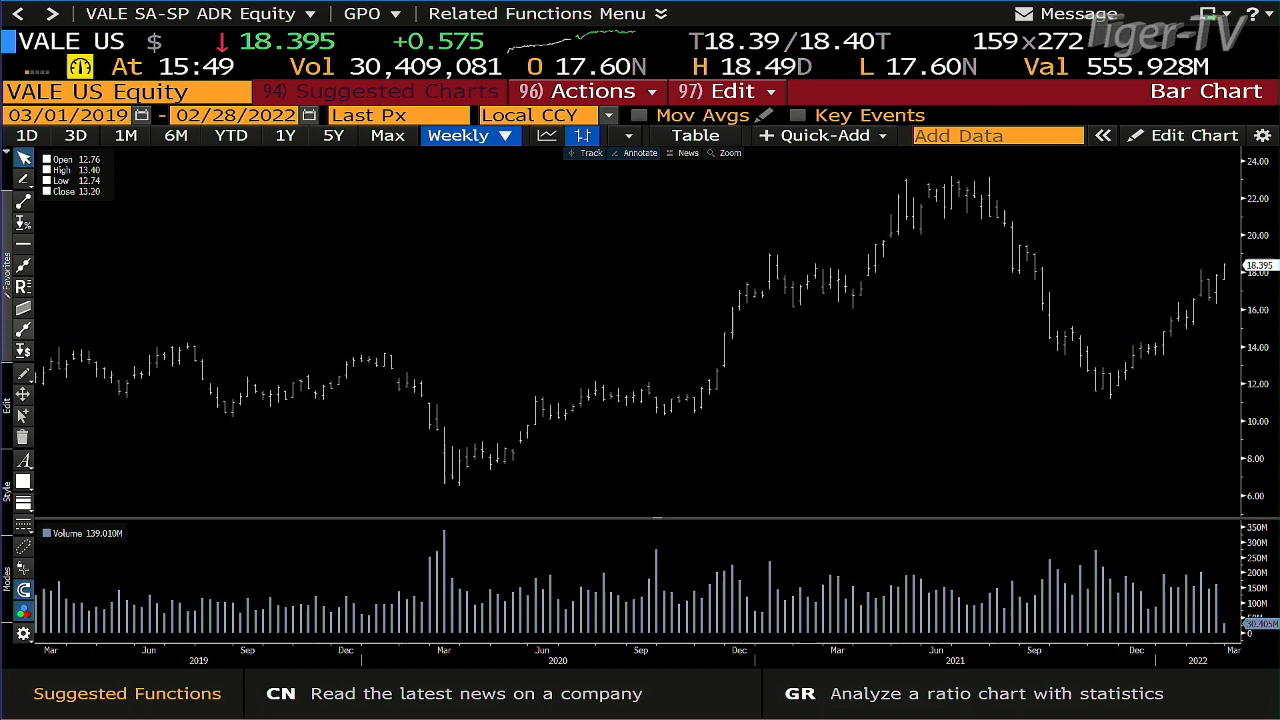 < > VALE SA-SP ADR Equity GPO Related Functions Menu Message ?
Tiger-TV
VALE US $ 18.395 +0.575 T18.39/18.40T 159x272
At 15:49 Vol 30,409,081 O 17.60N H 18.49D L 17.60N Val 555.928M
VALE US Equity 94) Suggested Charts 96) Actions 97) Edit Bar Chart
03/01/2019 - 02/28/2022 Last Px Local CCY Mov Avgs Key Events
1D 3D 1M 6M YTD 1Y 5Y Max Weekly Table + Quick-Add Add Data Edit Chart
Track Annotate News Zoom
Open 12.76
High 13.40
Low 12.74
Close 13.20
24.00
22.00
20.00
18.395
18.00
16.00
14.00
12.00
10.00
8.00
6.00
Favorites
Edit
Style
Modes
Volume 139.010M
350M
300M
250M
200M
150M
100M
50M
30.405M
0
Mar Jun Sep Dec Mar Jun Sep Dec Mar Jun Sep Dec Mar
2019 2020 2021 2022
Suggested Functions CN Read the latest news on a company GR Analyze a ratio chart with statistics